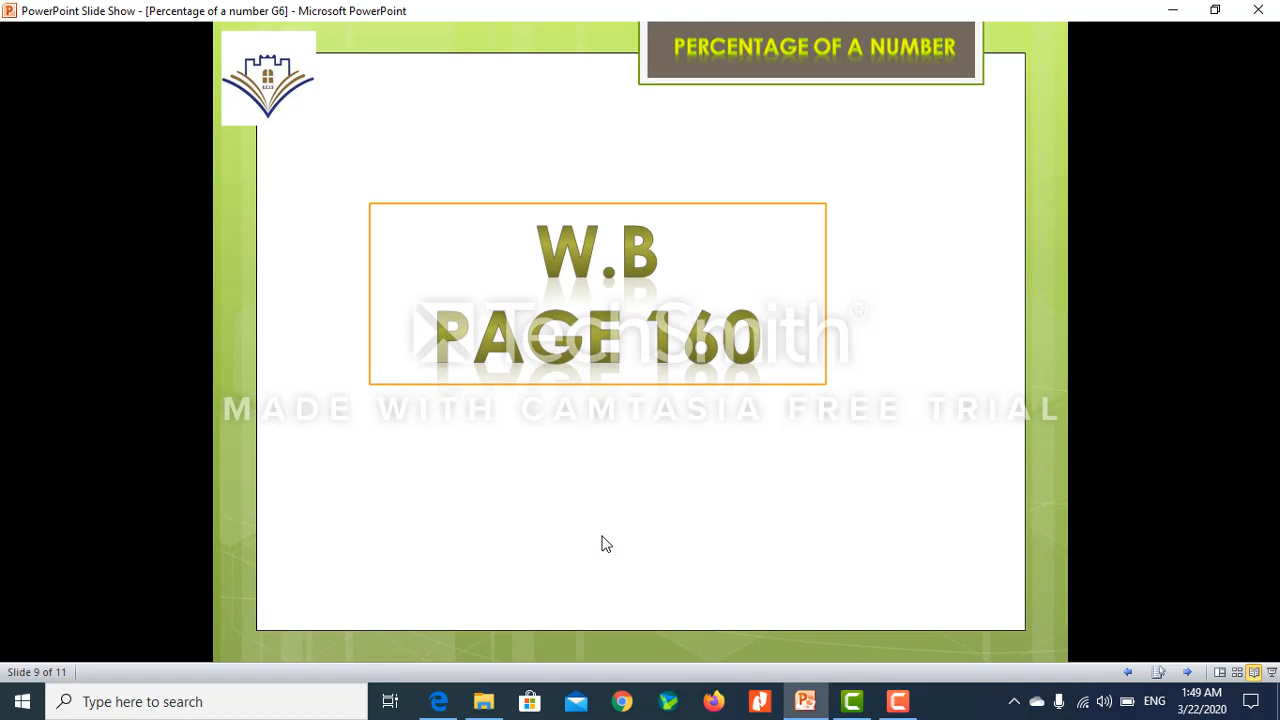 PowerPoint Slide Show - [Percentage of a number G6] - Microsoft PowerPoint
PERCENTAGE OF A NUMBER
E.C.I.S
W.B
PAGE 160
TechSmith®
MADE WITH CAMTASIA FREE TRIAL
Slide 9 of 11
Type here to search
ENG
1:49 AM
3/22/2020